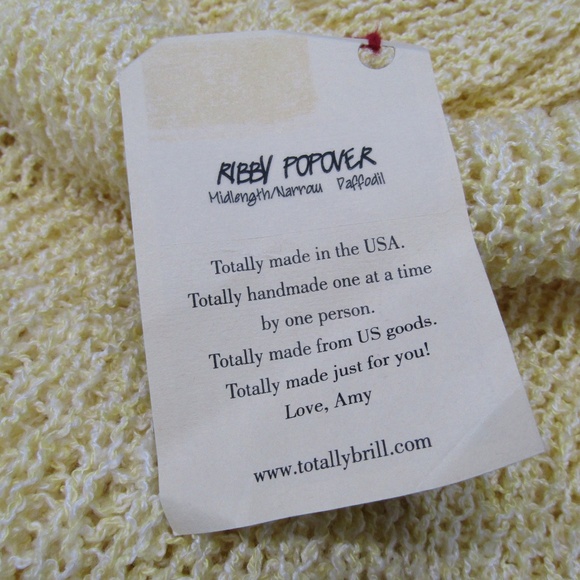 RIBBY POPOVER
Midlength/Narrow Daffodil
Totally made in the USA.
Totally handmade one at a time
by one person.
Totally made from US goods.
Totally made just for you!
Love, Amy
www.totallybrill.com